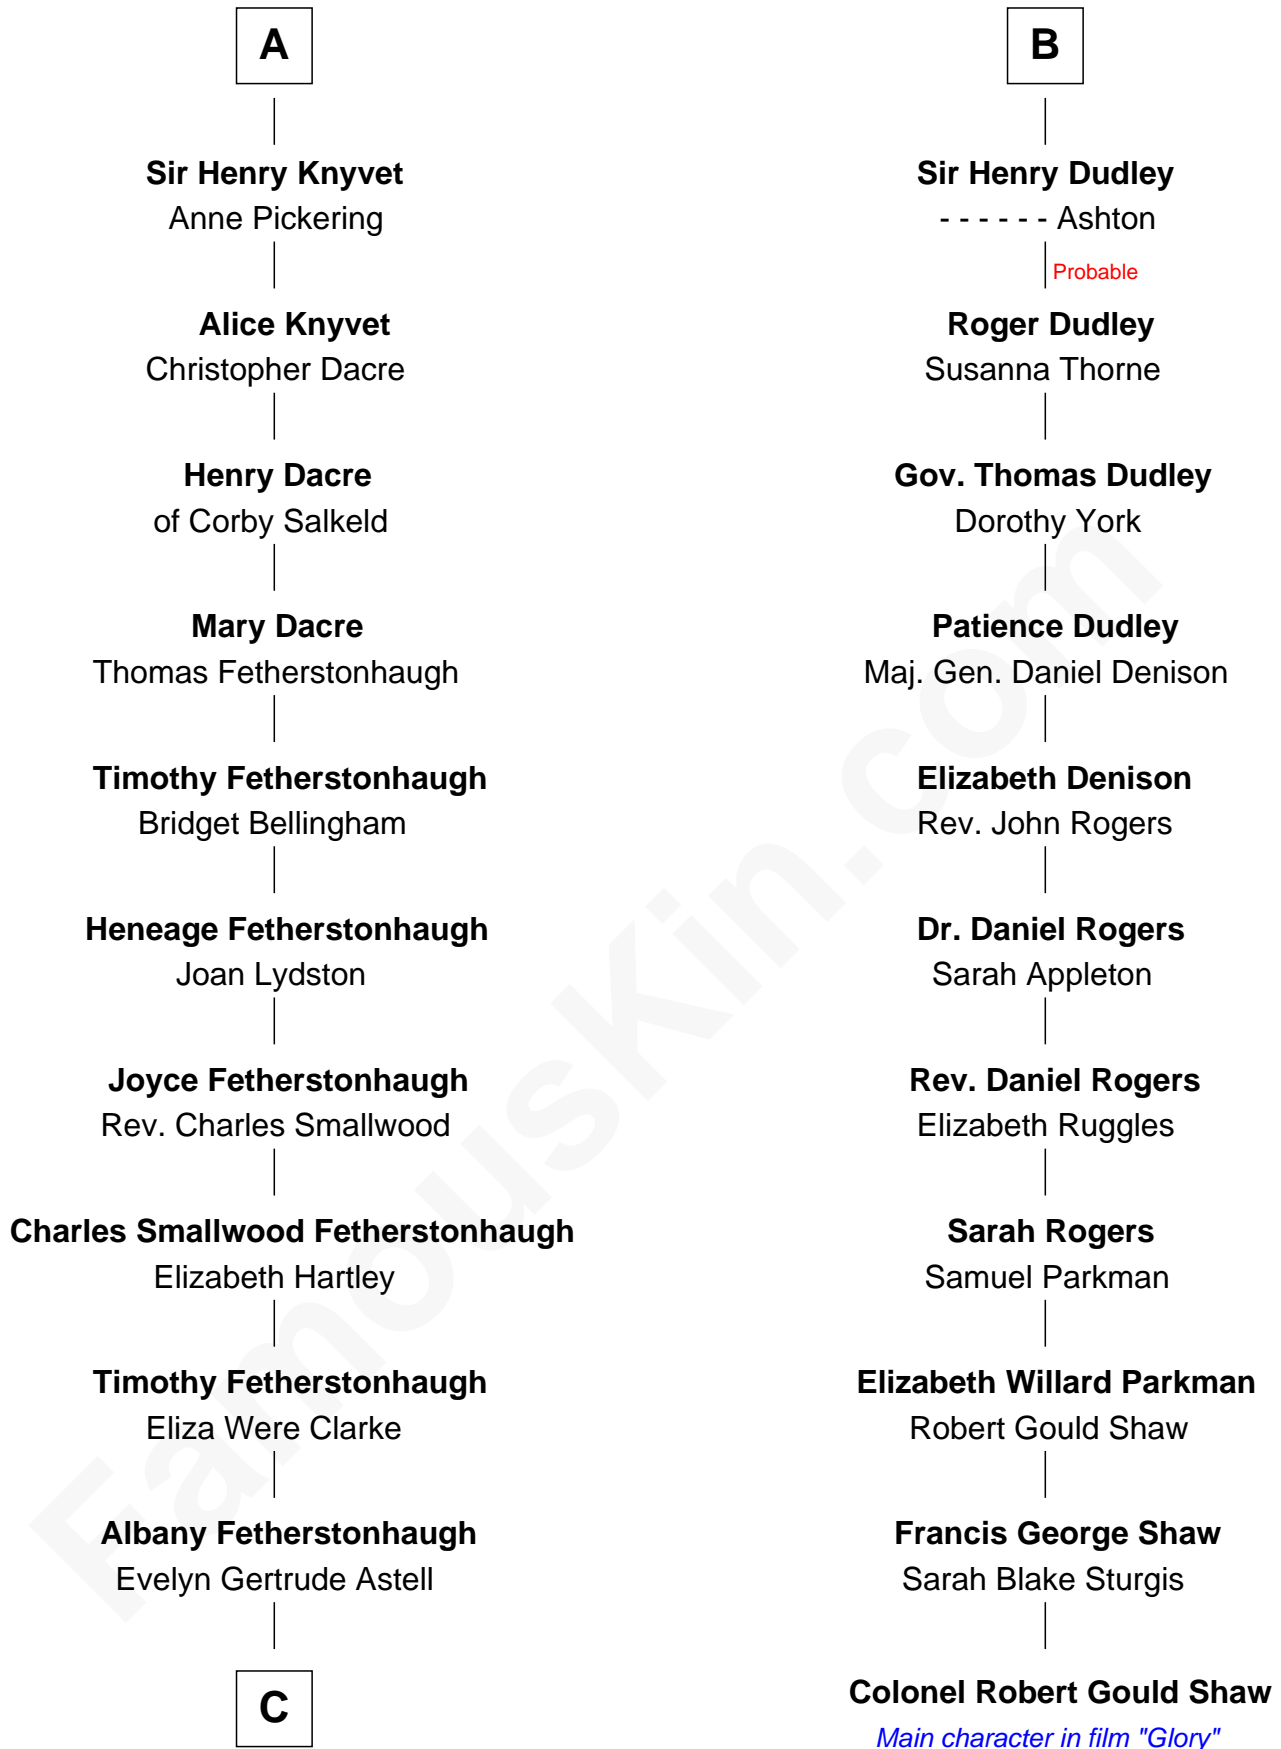 A
Sir Henry Knyvet
Anne Pickering
Alice Knyvet
Christopher Dacre
Henry Dacre
of Corby Salkeld
Mary Dacre
Thomas Fetherstonhaugh
Timothy Fetherstonhaugh
Bridget Bellingham
Heneage Fetherstonhaugh
Joan Lydston
Joyce Fetherstonhaugh
Rev. Charles Smallwood
Charles Smallwood Fetherstonhaugh
Elizabeth Hartley
Timothy Fetherstonhaugh
Eliza Were Clarke
Albany Fetherstonhaugh
Evelyn Gertrude Astell
C
B
Sir Henry Dudley
- - - - - - Ashton
Probable
Roger Dudley
Susanna Thorne
Gov. Thomas Dudley
Dorothy York
Patience Dudley
Maj. Gen. Daniel Denison
Elizabeth Denison
Rev. John Rogers
Dr. Daniel Rogers
Sarah Appleton
Rev. Daniel Rogers
Elizabeth Ruggles
Sarah Rogers
Samuel Parkman
Elizabeth Willard Parkman
Robert Gould Shaw
Francis George Shaw
Sarah Blake Sturgis
Colonel Robert Gould Shaw
Main character in film "Glory"
FamousKin.com